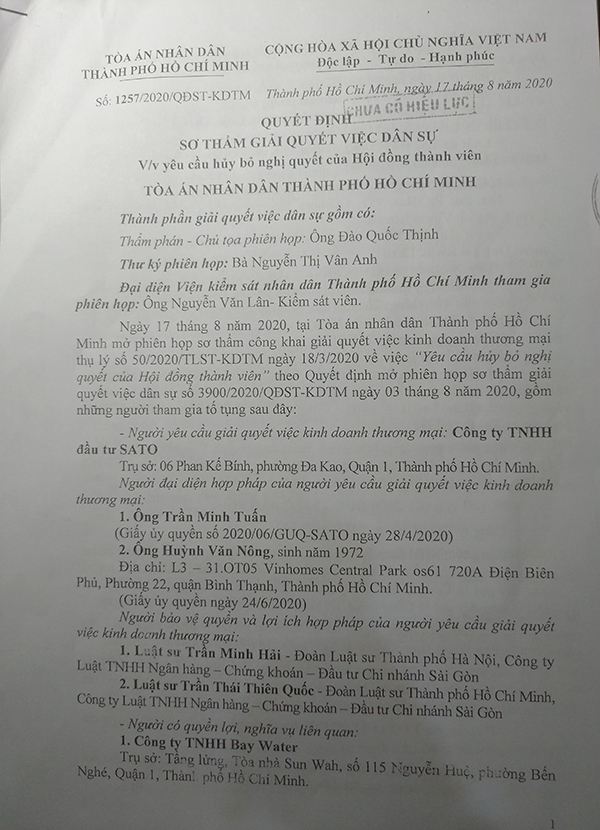 TÒA ÁN NHÂN DÂN
THÀNH PHỐ HỒ CHÍ MINH
CỘNG HÒA XÃ HỘI CHỦ NGHĨA VIỆT NAM
Độc lập - Tự do - Hạnh phúc
Số: 1257/2020/QĐST-KDTM
Thành phố Hồ Chí Minh, ngày 17 tháng 8 năm 2020
CHƯA CÓ HIỆU LỰC
QUYẾT ĐỊNH
SƠ THẨM GIẢI QUYẾT VIỆC DÂN SỰ
V/v yêu cầu hủy bỏ nghị quyết của Hội đồng thành viên
TÒA ÁN NHÂN DÂN THÀNH PHỐ HỒ CHÍ MINH
Thành phần giải quyết việc dân sự gồm có:
Thẩm phán - Chủ tọa phiên họp: Ông Đào Quốc Thịnh
Thư ký phiên họp: Bà Nguyễn Thị Vân Anh
Đại diện Viện kiểm sát nhân dân Thành phố Hồ Chí Minh tham gia
phiên họp: Ông Nguyễn Văn Lân- Kiểm sát viên.
Ngày 17 tháng 8 năm 2020, tại Tòa án nhân dân Thành phố Hồ Chí
Minh mở phiên họp sơ thẩm công khai giải quyết việc kinh doanh thương mại
thụ lý số 50/2020/TLST-KDTM ngày 18/3/2020 về việc "Yêu cầu hủy bỏ nghị
quyết của Hội đồng thành viên" theo Quyết định mở phiên họp sơ thẩm giải
quyết việc dân sự số 3900/2020/QĐST-KDTM ngày 03 tháng 8 năm 2020, gồm
những người tham gia tố tụng sau đây:
- Người yêu cầu giải quyết việc kinh doanh thương mại: Công ty TNHH
đầu tư SATO
Trụ sở: 06 Phan Kế Bính, phường Đa Kao, Quận 1, Thành phố Hồ Chí Minh.
Người đại diện hợp pháp của người yêu cầu giải quyết việc kinh doanh
thương mại:
1. Ông Trần Minh Tuấn
(Giấy ủy quyền số 2020/06/GUQ-SATO ngày 28/4/2020)
2. Ông Huỳnh Văn Nông, sinh năm 1972
Địa chỉ: L3 – 31.OT05 Vinhomes Central Park os61 720A Điện Biên
Phủ, Phường 22, quận Bình Thạnh, Thành phố Hồ Chí Minh.
(Giấy ủy quyền ngày 24/6/2020)
Người bảo vệ quyền và lợi ích hợp pháp của người yêu cầu giải quyết
việc kinh doanh thương mại:
1. Luật sư Trần Minh Hải - Đoàn Luật sư Thành phố Hà Nội, Công ty
Luật TNHH Ngân hàng – Chứng khoán – Đầu tư Chi nhánh Sài Gòn
2. Luật sư Trần Thái Thiên Quốc - Đoàn Luật sư Thành phố Hồ Chí Minh,
Công ty Luật TNHH Ngân hàng – Chứng khoán – Đầu tư Chi nhánh Sài Gòn
- Người có quyền lợi, nghĩa vụ liên quan:
1. Công ty TNHH Bay Water
Trụ sở: Tầng lửng, Tòa nhà Sun Wah, số 115 Nguyễn Huệ, phường Bến
Nghé, Quận 1, Thành phố Hồ Chí Minh.
1